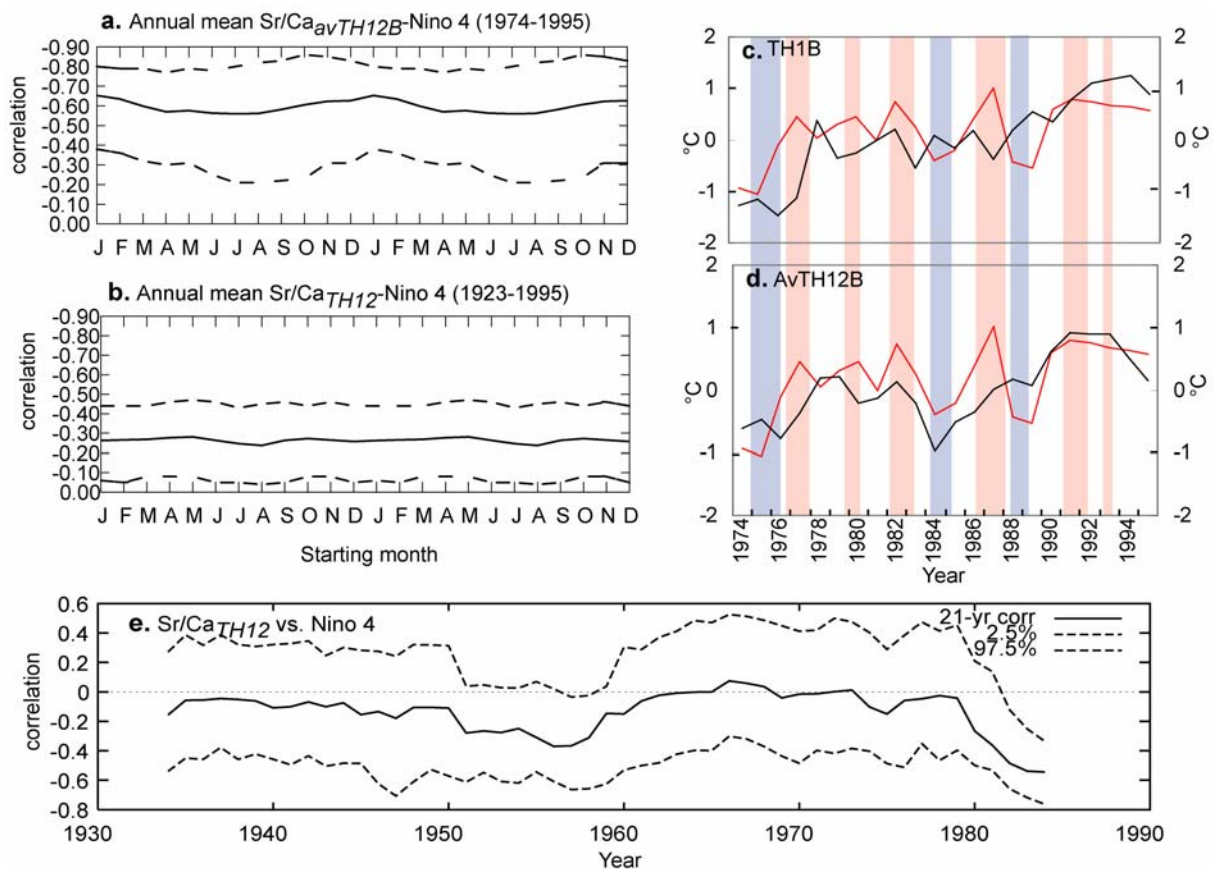 a. Annual mean Sr/CaavTH12B-Nino 4 (1974-1995)
-0.90
-0.80
-0.70
-0.60
-0.50
-0.40
-0.30
-0.20
-0.10
0.00
correlation
J F M A M J J A S O N D J F M A M J J A S O N D
b. Annual mean Sr/CaTH12-Nino 4 (1923-1995)
-0.90
-0.80
-0.70
-0.60
-0.50
-0.40
-0.30
-0.20
-0.10
0.00
correlation
J F M A M J J A S O N D J F M A M J J A S O N D
Starting month
c. TH1B
2
1
0
-1
-2
°C
2
1
0
-1
-2
°C
d. AvTH12B
2
1
0
-1
-2
°C
2
1
0
-1
-2
°C
1974 1976 1978 1980 1982 1984 1986 1988 1990 1992 1994
Year
e. Sr/CaTH12 vs. Nino 4
21-yr corr
2.5%
97.5%
0.6
0.4
0.2
0
-0.2
-0.4
-0.6
-0.8
correlation
1930 1940 1950 1960 1970 1980 1990
Year